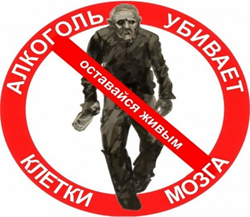 АЛКОГОЛЬ УБИВАЕТ
оставайся живым
КЛЕТКИ МОЗГА